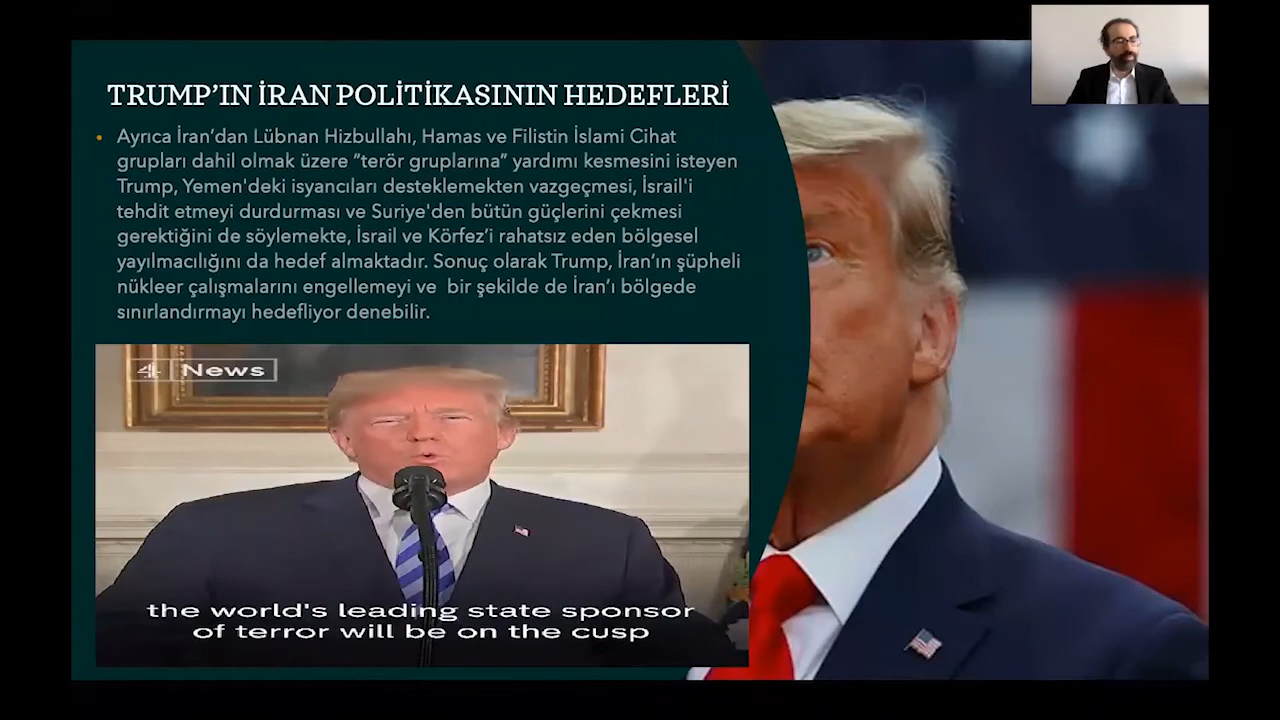 TRUMP’IN İRAN POLİTİKASININ HEDEFLERİ
• Ayrıca İran’dan Lübnan Hizbullahı, Hamas ve Filistin İslami Cihat
grupları dahil olmak üzere “terör gruplarına” yardımı kesmesini isteyen
Trump, Yemen'deki isyancıları desteklemekten vazgeçmesi, İsrail'i
tehdit etmeyi durdurması ve Suriye'den bütün güçlerini çekmesi
gerektiğini de söylemekte, İsrail ve Körfez’i rahatsız eden bölgesel
yayılmacılığını da hedef almaktadır. Sonuç olarak Trump, İran’ın şüpheli
nükleer çalışmalarını engellemeyi ve bir şekilde de İran’ı bölgede
sınırlandırmayı hedefliyor denebilir.
4 News
the world's leading state sponsor
of terror will be on the cusp